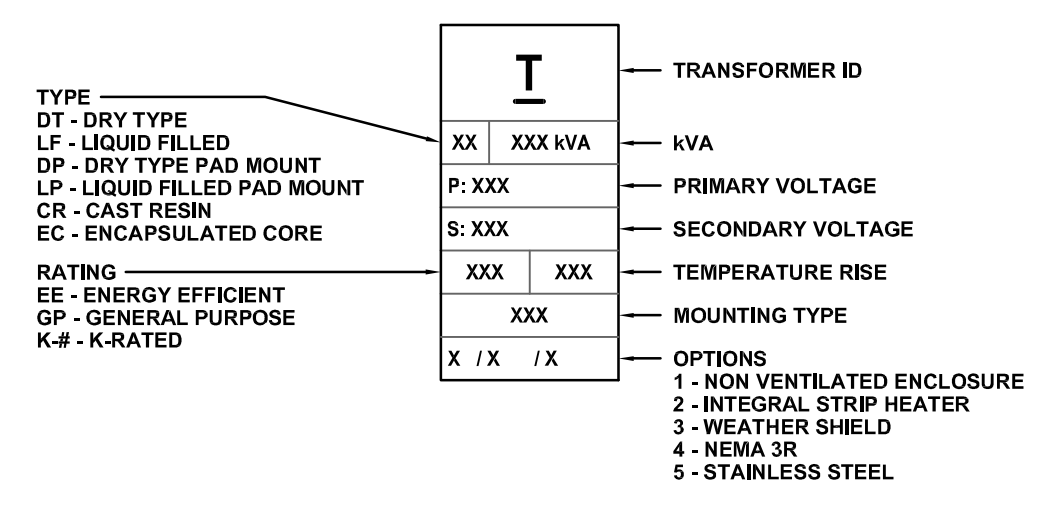 T
TRANSFORMER ID
TYPE
DT - DRY TYPE
LF - LIQUID FILLED
DP - DRY TYPE PAD MOUNT
LP - LIQUID FILLED PAD MOUNT
CR - CAST RESIN
EC - ENCAPSULATED CORE
XX
XXX kVA
kVA
P: XXX
PRIMARY VOLTAGE
S: XXX
SECONDARY VOLTAGE
RATING
EE - ENERGY EFFICIENT
GP - GENERAL PURPOSE
K-# - K-RATED
XXX
XXX
TEMPERATURE RISE
XXX
MOUNTING TYPE
X / X / X
OPTIONS
1 - NON VENTILATED ENCLOSURE
2 - INTEGRAL STRIP HEATER
3 - WEATHER SHIELD
4 - NEMA 3R
5 - STAINLESS STEEL